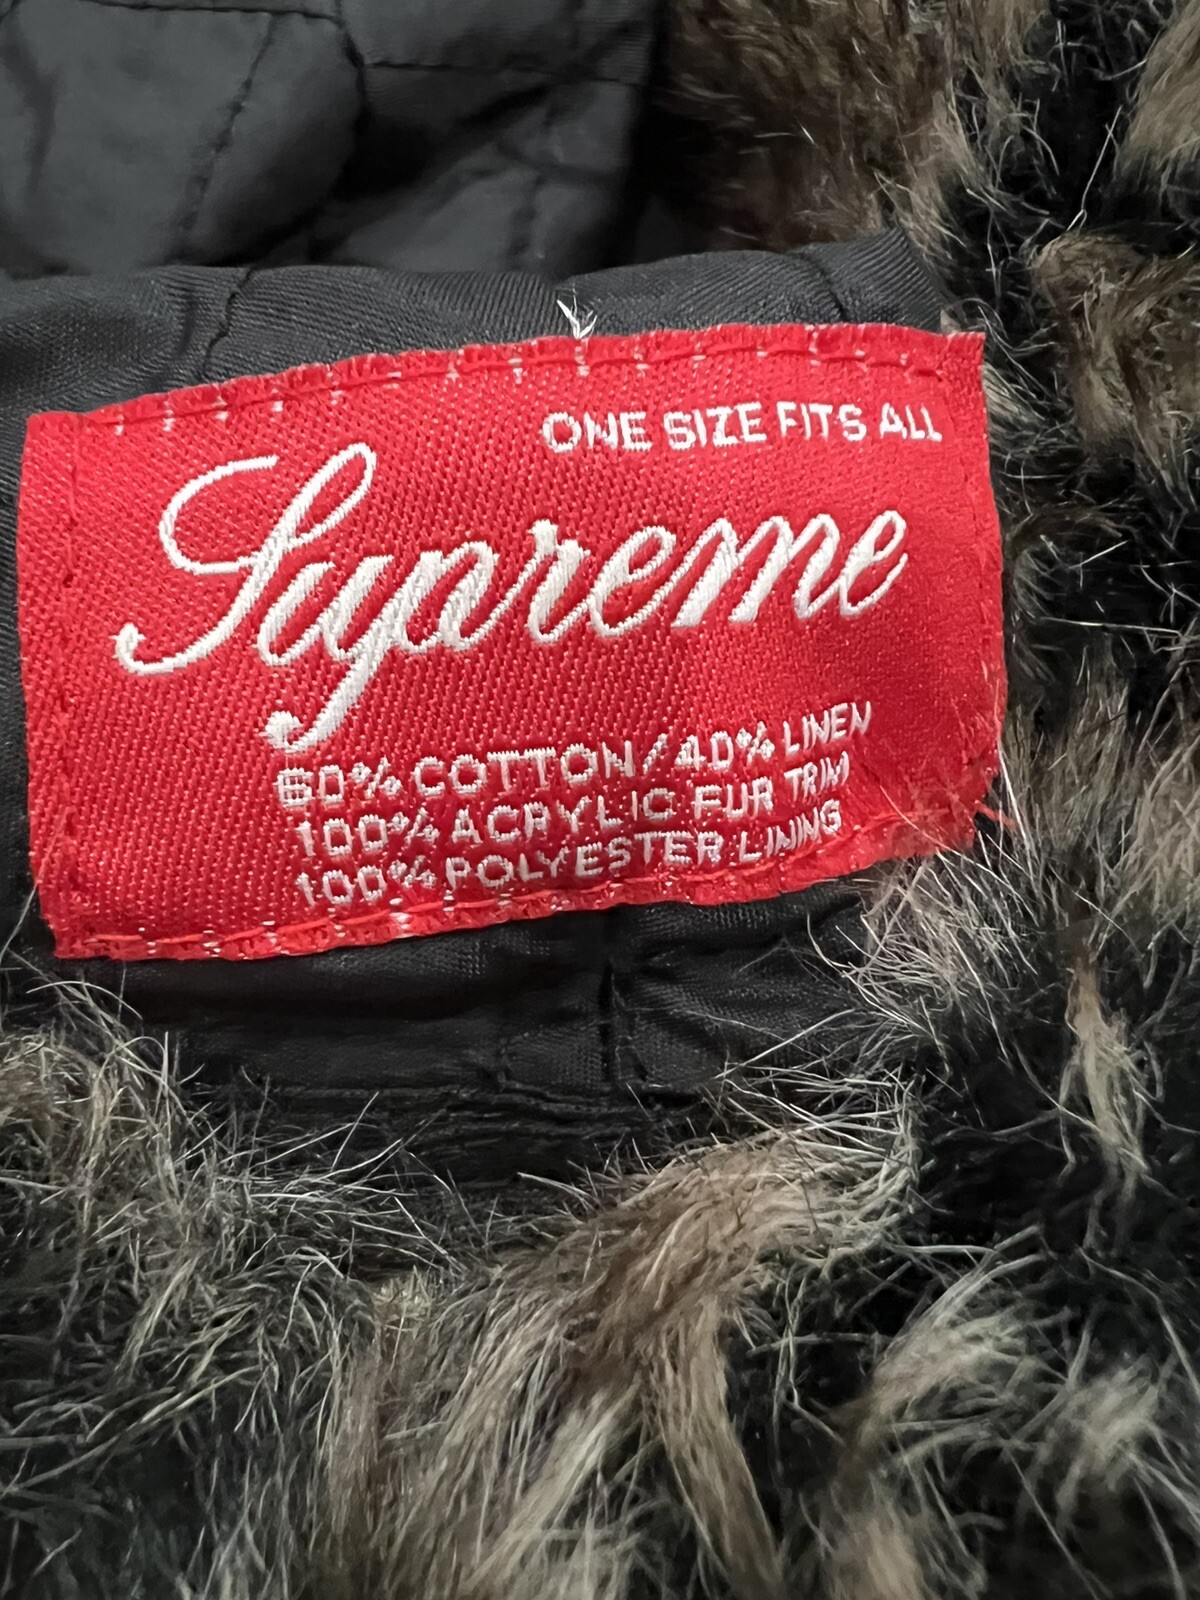 ONE SIZE FITS ALL
Supreme
60% COTTON/40% LINEN
100% ACRYLIC FUR TRIM
100% POLYESTER LINING